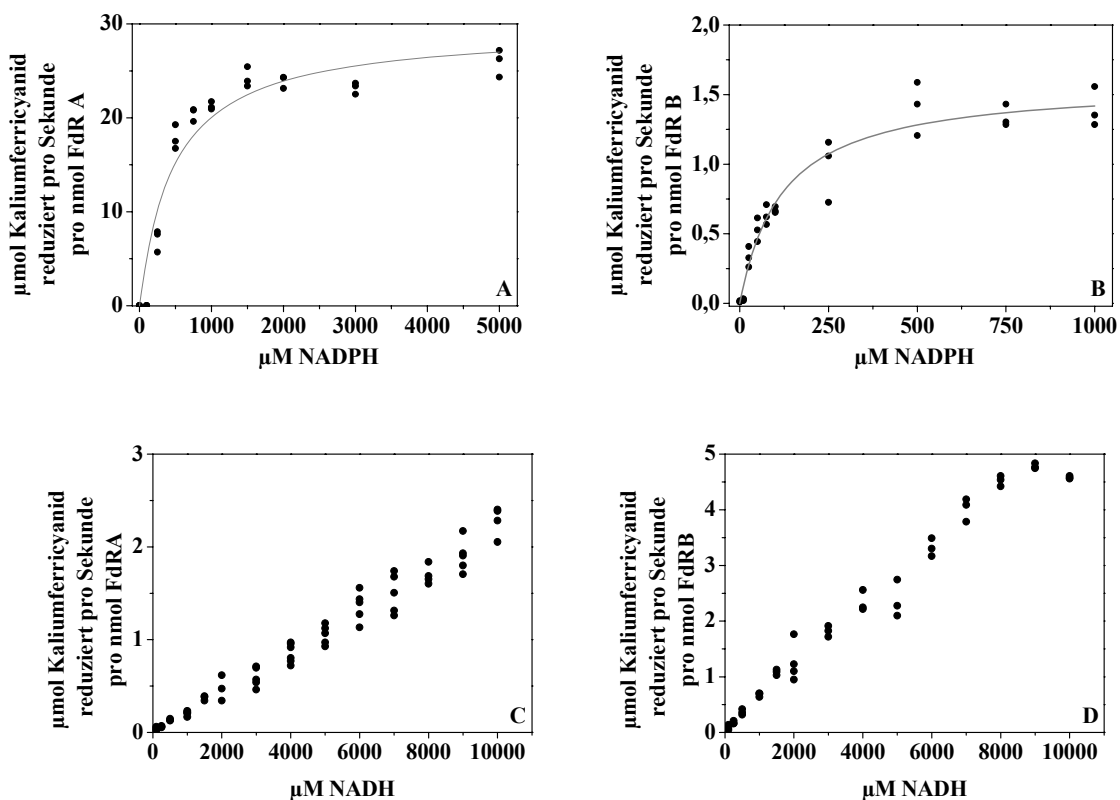 µmol Kaliumferricyanid
reduziert pro Sekunde
pro nmol FdR A
30
20
10
0
0
1000
2000
3000
4000
5000
A
µM NADPH
µmol Kaliumferricyanid
reduziert pro Sekunde
pro nmol FdR B
2,0
1,5
1,0
0,5
0,0
0
250
500
750
1000
B
µM NADPH
µmol Kaliumferricyanid
reduziert pro Sekunde
pro nmol FdRA
3
2
1
0
0
2000
4000
6000
8000
10000
C
µM NADH
µmol Kaliumferricyanid
reduziert pro Sekunde
pro nmol FdRB
5
4
3
2
1
0
0
2000
4000
6000
8000
10000
D
µM NADH